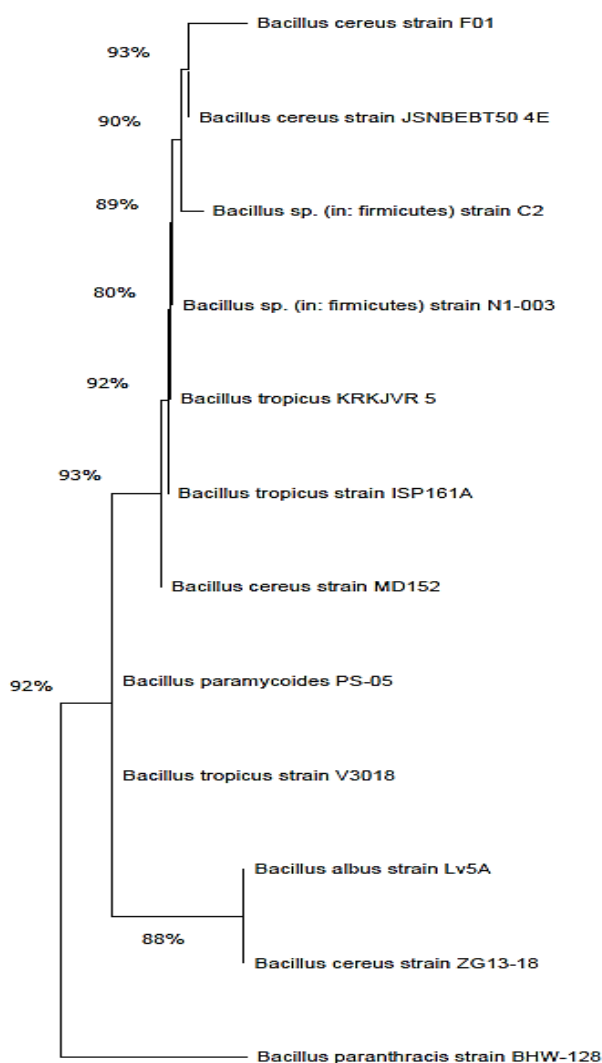 Bacillus cereus strain F01
93%
Bacillus cereus strain JSNBEBT50 4E
90%
89%
Bacillus sp. (in: firmicutes) strain C2
80%
Bacillus sp. (in: firmicutes) strain N1-003
92%
Bacillus tropicus KRKJVR 5
93%
Bacillus tropicus strain ISP161A
Bacillus cereus strain MD152
Bacillus paramycoides PS-05
92%
Bacillus tropicus strain V3018
Bacillus albus strain Lv5A
88%
Bacillus cereus strain ZG13-18
Bacillus paranthracis strain BHW-128